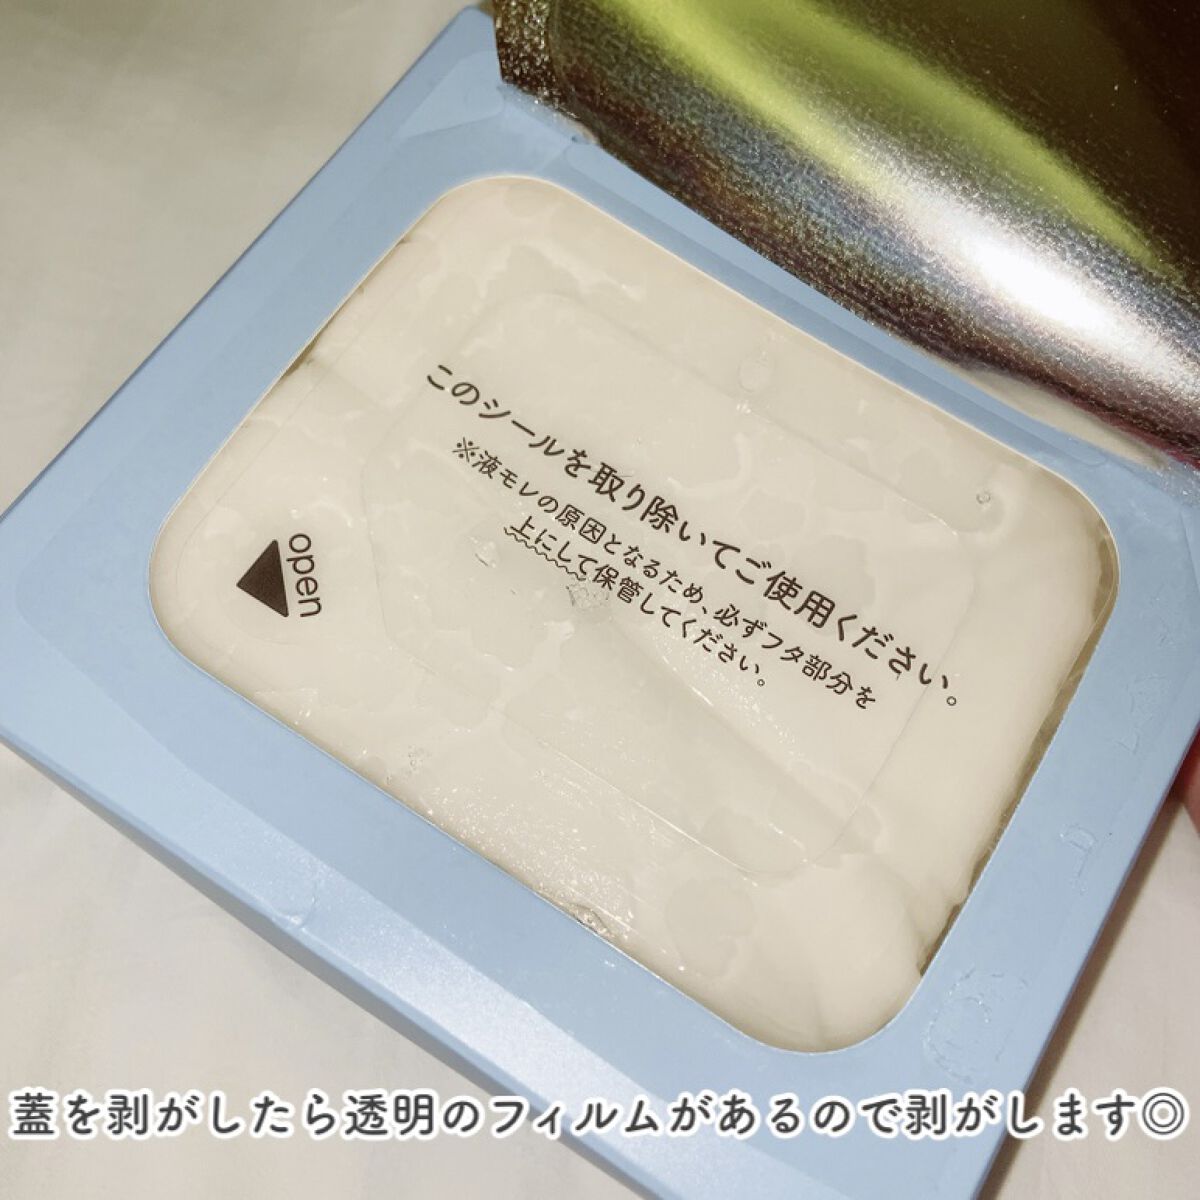 このシールを取り除いてご使用ください。
※液モレの原因となるため、必ずフタ部分を
上にして保管してください。
open
蓋を剥がしたら透明のフィルムがあるので剥がします◎